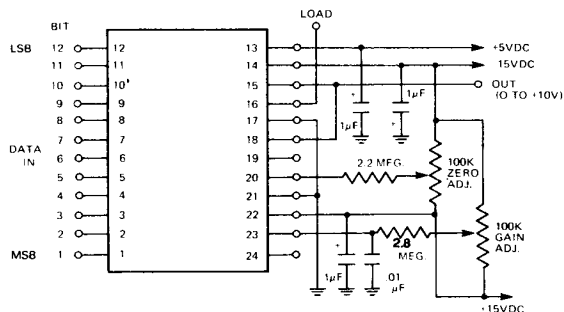 LOAD
BIT
LSB 12 12 13 +5VDC
11 11 14 15VDC
10 10' 15 OUT
(O TO +10V)
9 9 16
8 8 17
1μF 1μF
DATA
IN
7 7 18
6 6 19
5 5 20
2.2 MEG.
100K
ZERO
ADJ.
4 4 21
3 3 22
2 2 23
2.8
MEG.
100K
GAIN
ADJ.
MSB 1 1 24
1μF .01
μF
+15VDC